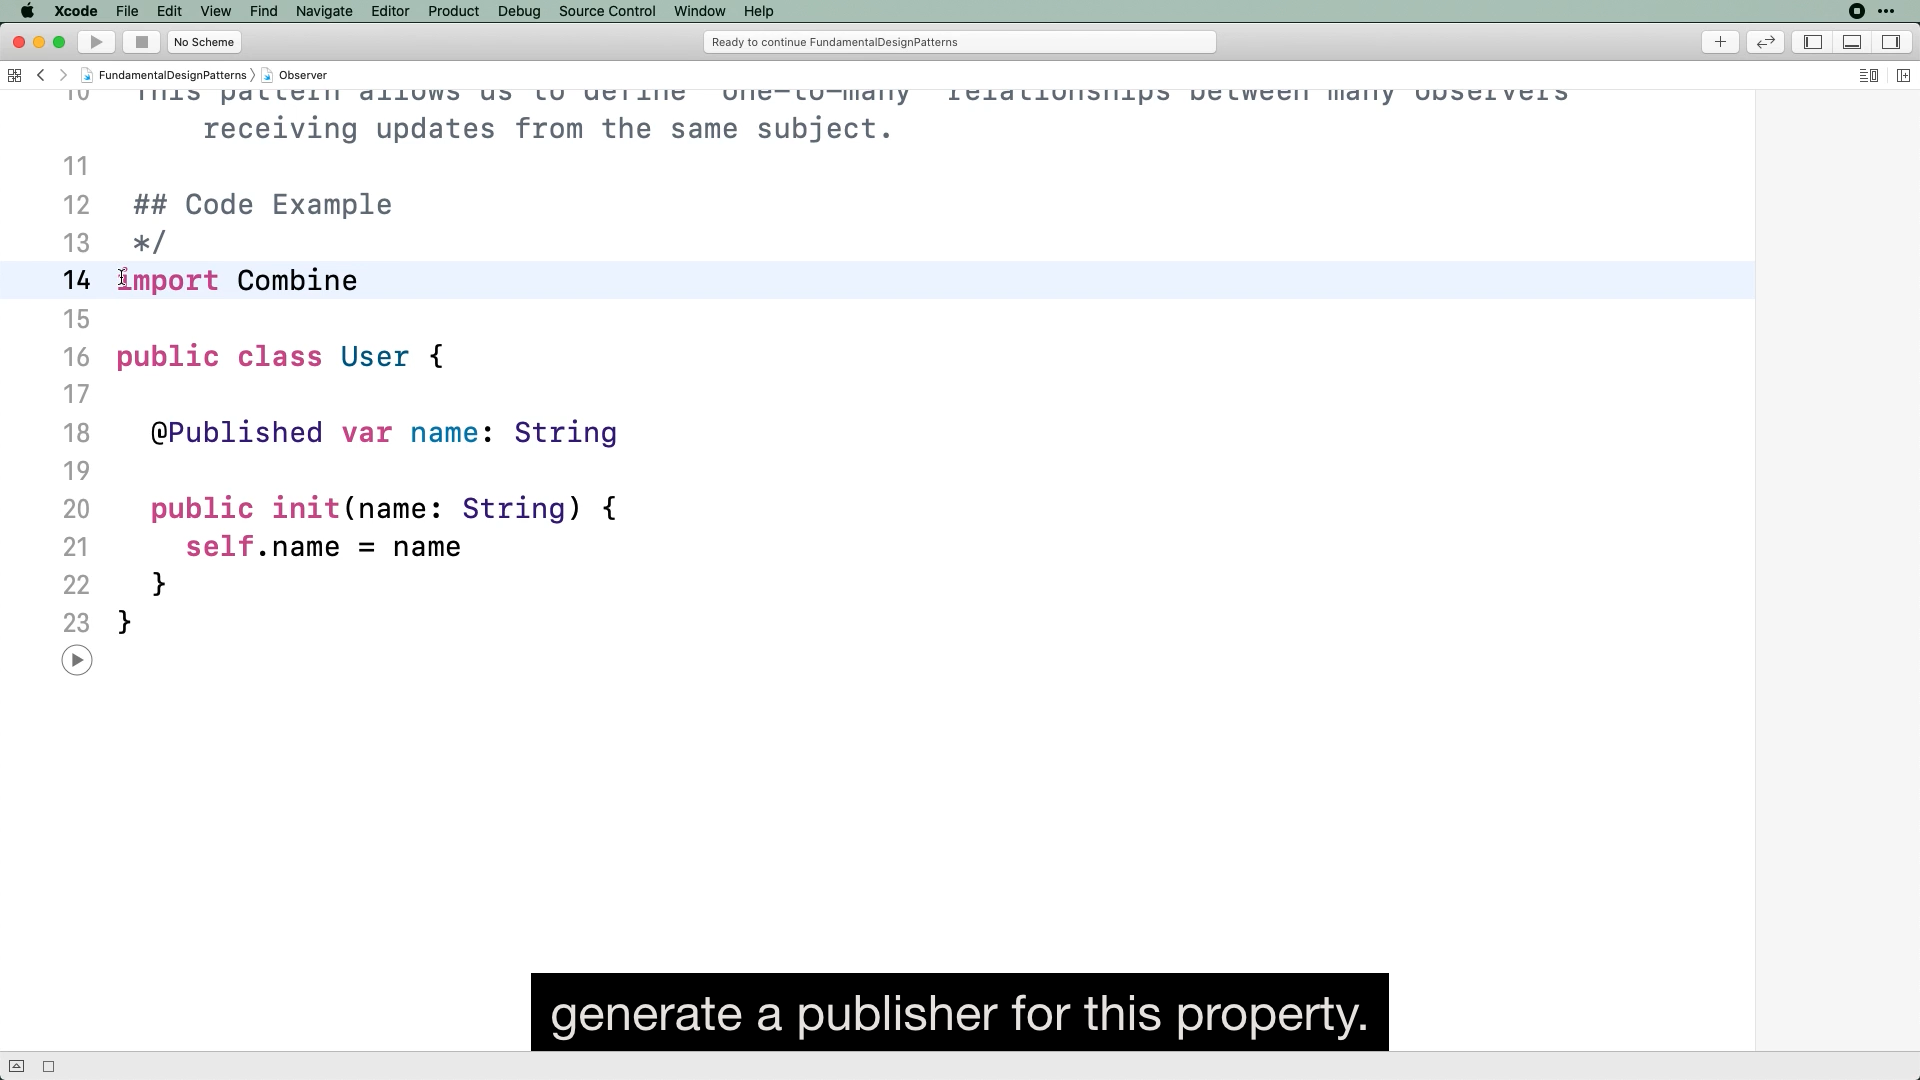 Xcode File Edit View Find Navigate Editor Product Debug Source Control Window Help
No Scheme
Ready to continue FundamentalDesignPatterns
FundamentalDesignPatterns
Observer
10 This pattern allows us to define `one-to-many` relationships between many observers
receiving updates from the same subject.
11
12 ## Code Example
13 */
14 import Combine
15
16 public class User {
17
18 @Published var name: String
19
20 public init(name: String) {
21 self.name = name
22 }
23 }
generate a publisher for this property.